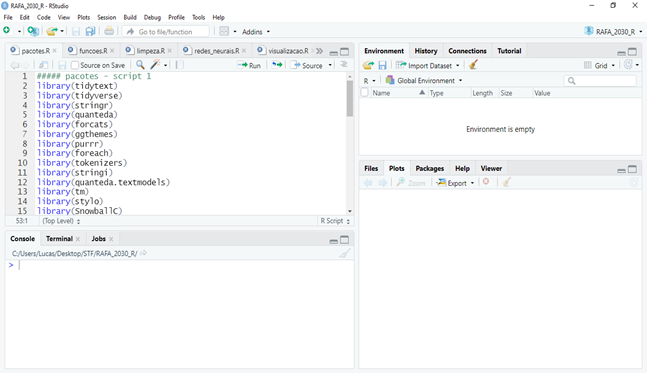 RAFA_2030_R - RStudio
File Edit Code View Plots Session Build Debug Profile Tools Help
Go to file/function Addins RAFA_2030_R
pacotes.R funcoes.R limpeza.R redes_neurais.R visualizacao.R
Source on Save Run Source
1 ##### pacotes - script 1
2 library(tidytext)
3 library(tidyverse)
4 library(stringr)
5 library(quanteda)
6 library(forcats)
7 library(ggthemes)
8 library(purrr)
9 library(foreach)
10 library(tokenizers)
11 library(stringi)
12 library(quanteda.textmodels)
13 library(tm)
14 library(stylo)
15 library(SnowballC)
53:1 (Top Level) R Script
Console Terminal Jobs
C:/Users/Lucas/Desktop/STF/RAFA_2030_R/
>
Environment History Connections Tutorial
Import Dataset Grid
R Global Environment
Name Type Length Size Value
Environment is empty
Files Plots Packages Help Viewer
Zoom Export